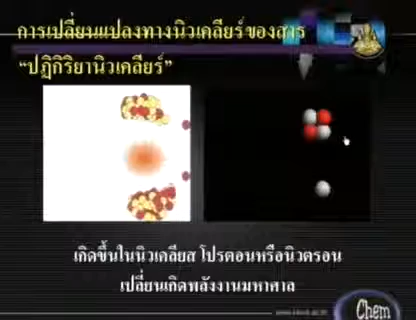 การเปลี่ยนแปลงทางนิวเคลียร์ของสาร
“ปฏิกิริยานิวเคลียร์”
เกิดขึ้นในนิวเคลียส โปรตอนหรือนิวตรอน
เปลี่ยนเกิดพลังงานมหาศาล
Chem